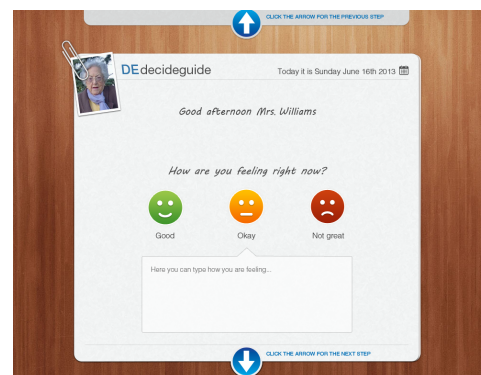 CLICK THE ARROW FOR THE PREVIOUS STEP
DEdecideguide
Today it is Sunday June 16th 2013
Good afternoon Mrs. Williams
How are you feeling right now?
Good
Okay
Not great
Here you can type how you are feeling...
CLICK THE ARROW FOR THE NEXT STEP